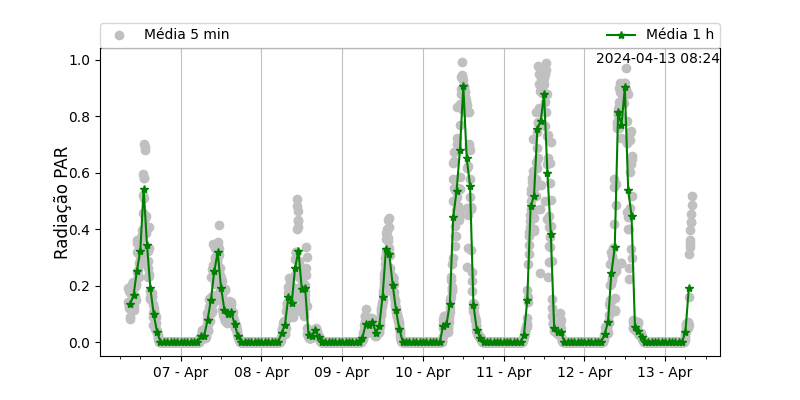 Média 5 min
Média 1 h
2024-04-13 08:24
Radiação PAR
1.0
0.8
0.6
0.4
0.2
0.0
07 - Apr
08 - Apr
09 - Apr
10 - Apr
11 - Apr
12 - Apr
13 - Apr